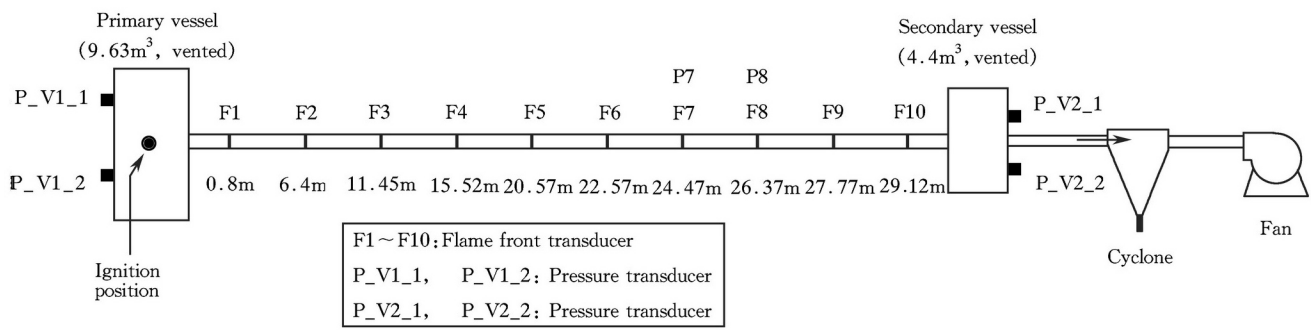 Primary vessel
(9.63m³, vented)
Secondary vessel
(4.4m³,vented)
P7 P8
P_V1_1
F1 F2 F3 F4 F5 F6 F7 F8 F9 F10
P_V2_1
P_V1_2
0.8m 6.4m 11.45m 15.52m 20.57m 22.57m 24.47m 26.37m 27.77m 29.12m
P_V2_2
Fan
Cyclone
Ignition
position
F1~F10:Flame front transducer
P_V1_1, P_V1_2: Pressure transducer
P_V2_1, P_V2_2: Pressure transducer